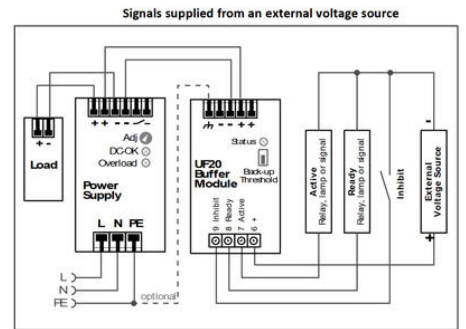 Signals supplied from an external voltage source
+ + - - -
Adj
DC-OK
Overload
Power
Supply
L N PE
Load
+ -
- - + +
Status
UF20
Buffer
Module
Back-up
Threshold
9 Inhibit
8 Ready
7 Active
6 +
Active
Relay, lamp or signal
Ready
Relay, lamp or signal
Inhibit
External
Voltage Source
-
+
L
N
PE
optional